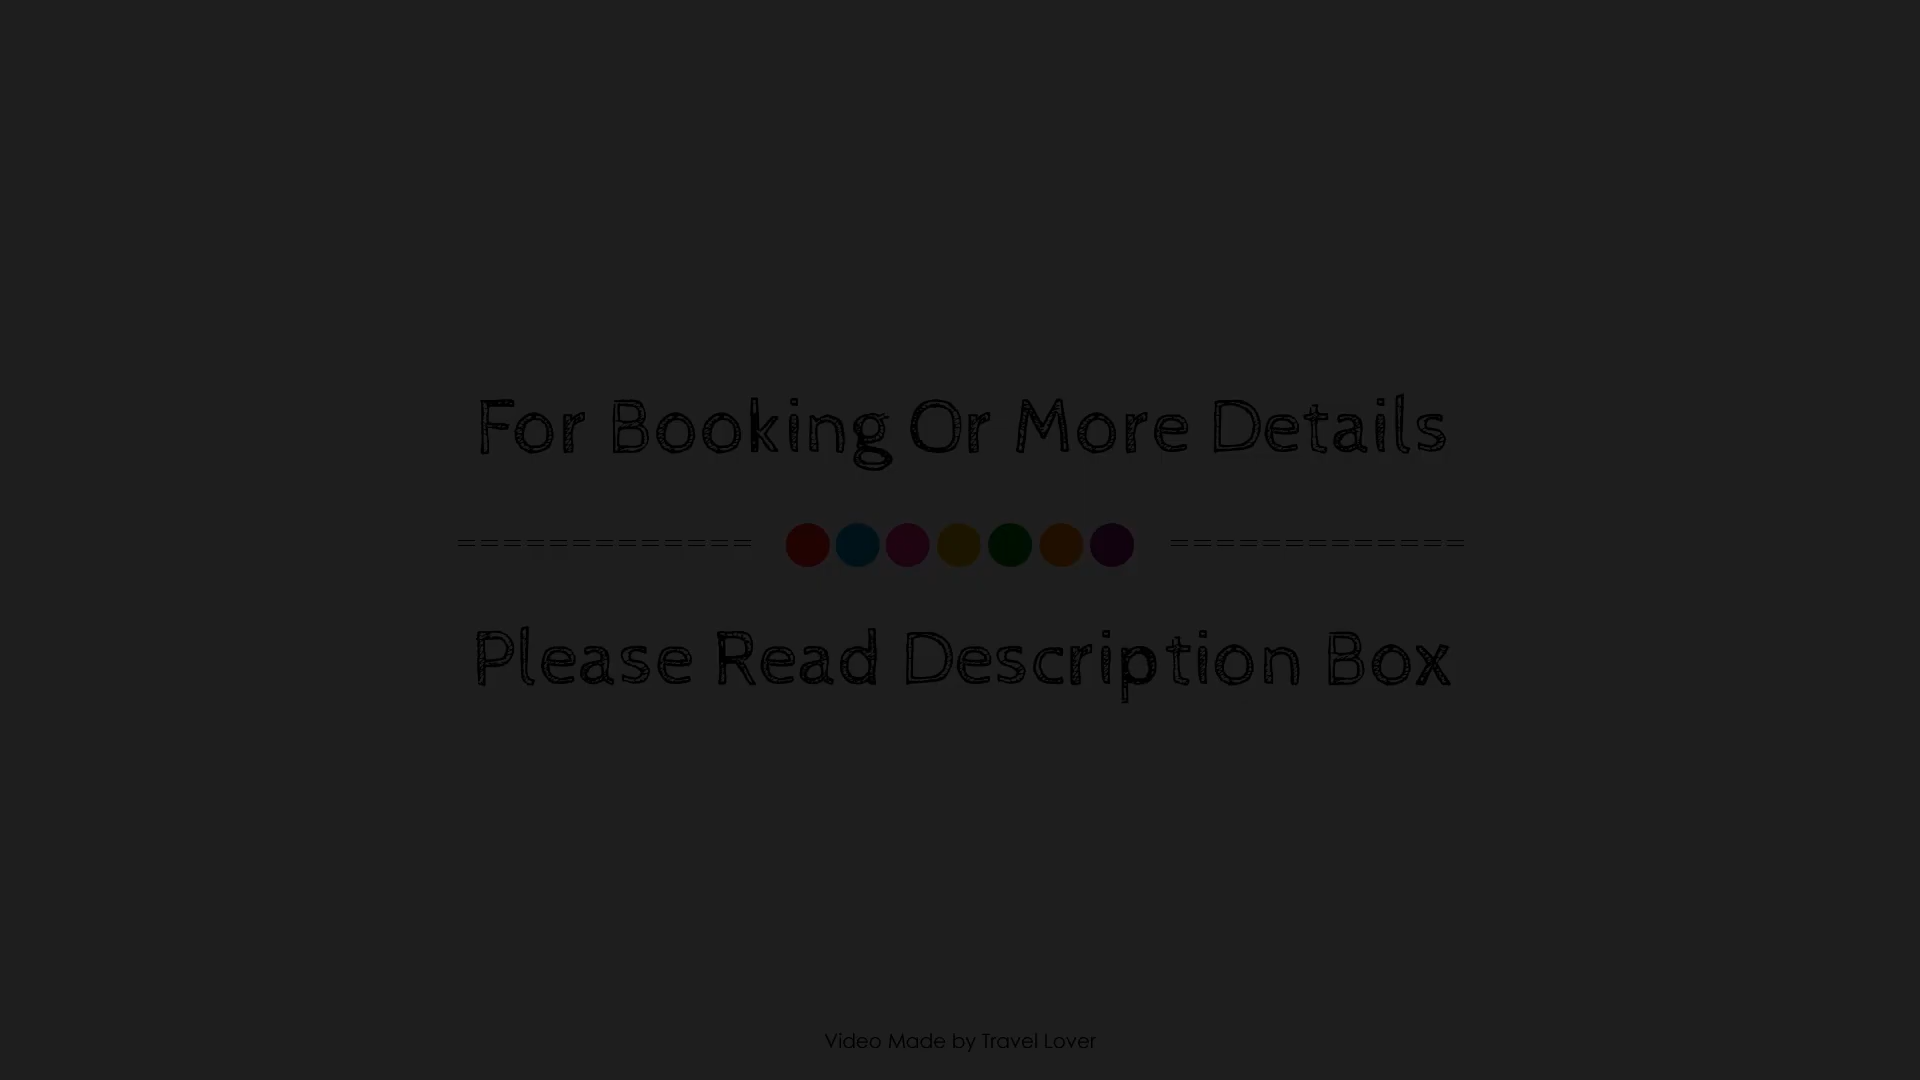 For Booking Or More Details
============= =============
Please Read Description Box
Video Made by Travel Lover